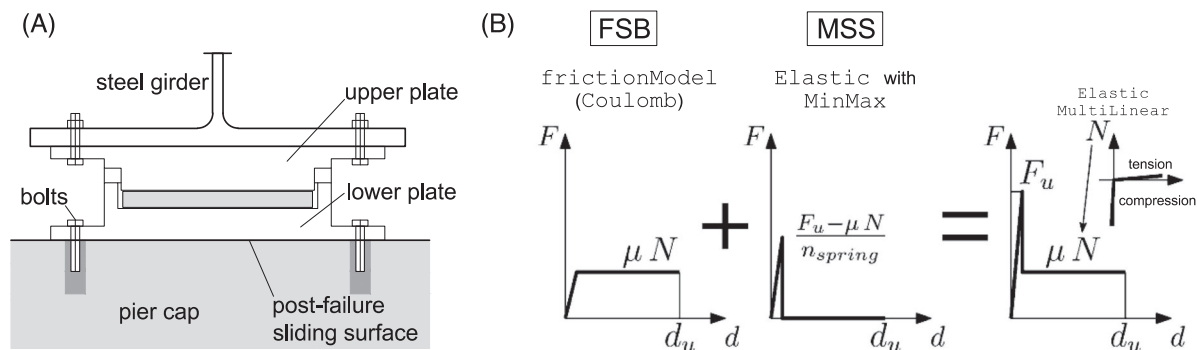 (A)
steel girder
upper plate
bolts
lower plate
pier cap
post-failure
sliding surface
(B)
FSB
frictionModel
(Coulomb)
F
μ N
d_u
d
+
MSS
Elastic with
MinMax
F
F_u−μ N
n_spring
d_u
d
=
Elastic
MultiLinear
N
tension
compression
F
F_u
μ N
d_u
d